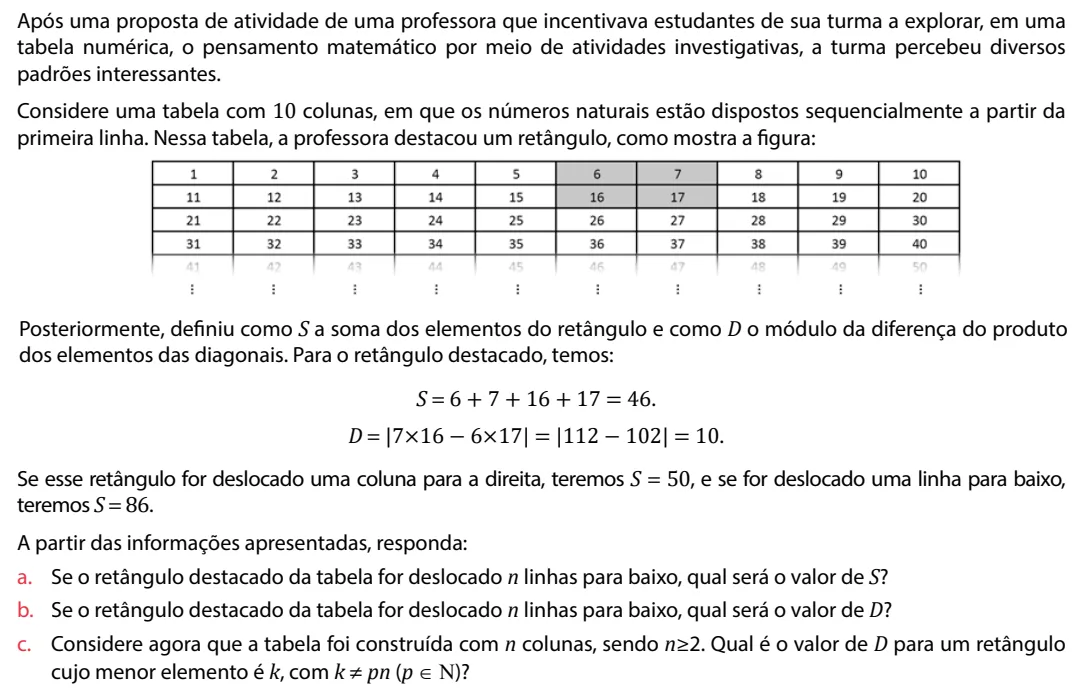 Após uma proposta de atividade de uma professora que incentivava estudantes de sua turma a explorar, em uma
tabela numérica, o pensamento matemático por meio de atividades investigativas, a turma percebeu diversos
padrões interessantes.
Considere uma tabela com 10 colunas, em que os números naturais estão dispostos sequencialmente a partir da
primeira linha. Nessa tabela, a professora destacou um retângulo, como mostra a figura:
1 2 3 4 5 6 7 8 9 10
11 12 13 14 15 16 17 18 19 20
21 22 23 24 25 26 27 28 29 30
31 32 33 34 35 36 37 38 39 40
41 42 43 44 45 46 47 48 49 50
⋮ ⋮ ⋮ ⋮ ⋮ ⋮ ⋮ ⋮ ⋮ ⋮
Posteriormente, definiu como S a soma dos elementos do retângulo e como D o módulo da diferença do produto
dos elementos das diagonais. Para o retângulo destacado, temos:
S = 6 + 7 + 16 + 17 = 46.
D = |7×16 − 6×17| = |112 − 102| = 10.
Se esse retângulo for deslocado uma coluna para a direita, teremos S = 50, e se for deslocado uma linha para baixo,
teremos S = 86.
A partir das informações apresentadas, responda:
a. Se o retângulo destacado da tabela for deslocado n linhas para baixo, qual será o valor de S?
b. Se o retângulo destacado da tabela for deslocado n linhas para baixo, qual será o valor de D?
c. Considere agora que a tabela foi construída com n colunas, sendo n≥2. Qual é o valor de D para um retângulo
cujo menor elemento é k, com k ≠ pn (p ∈ N)?